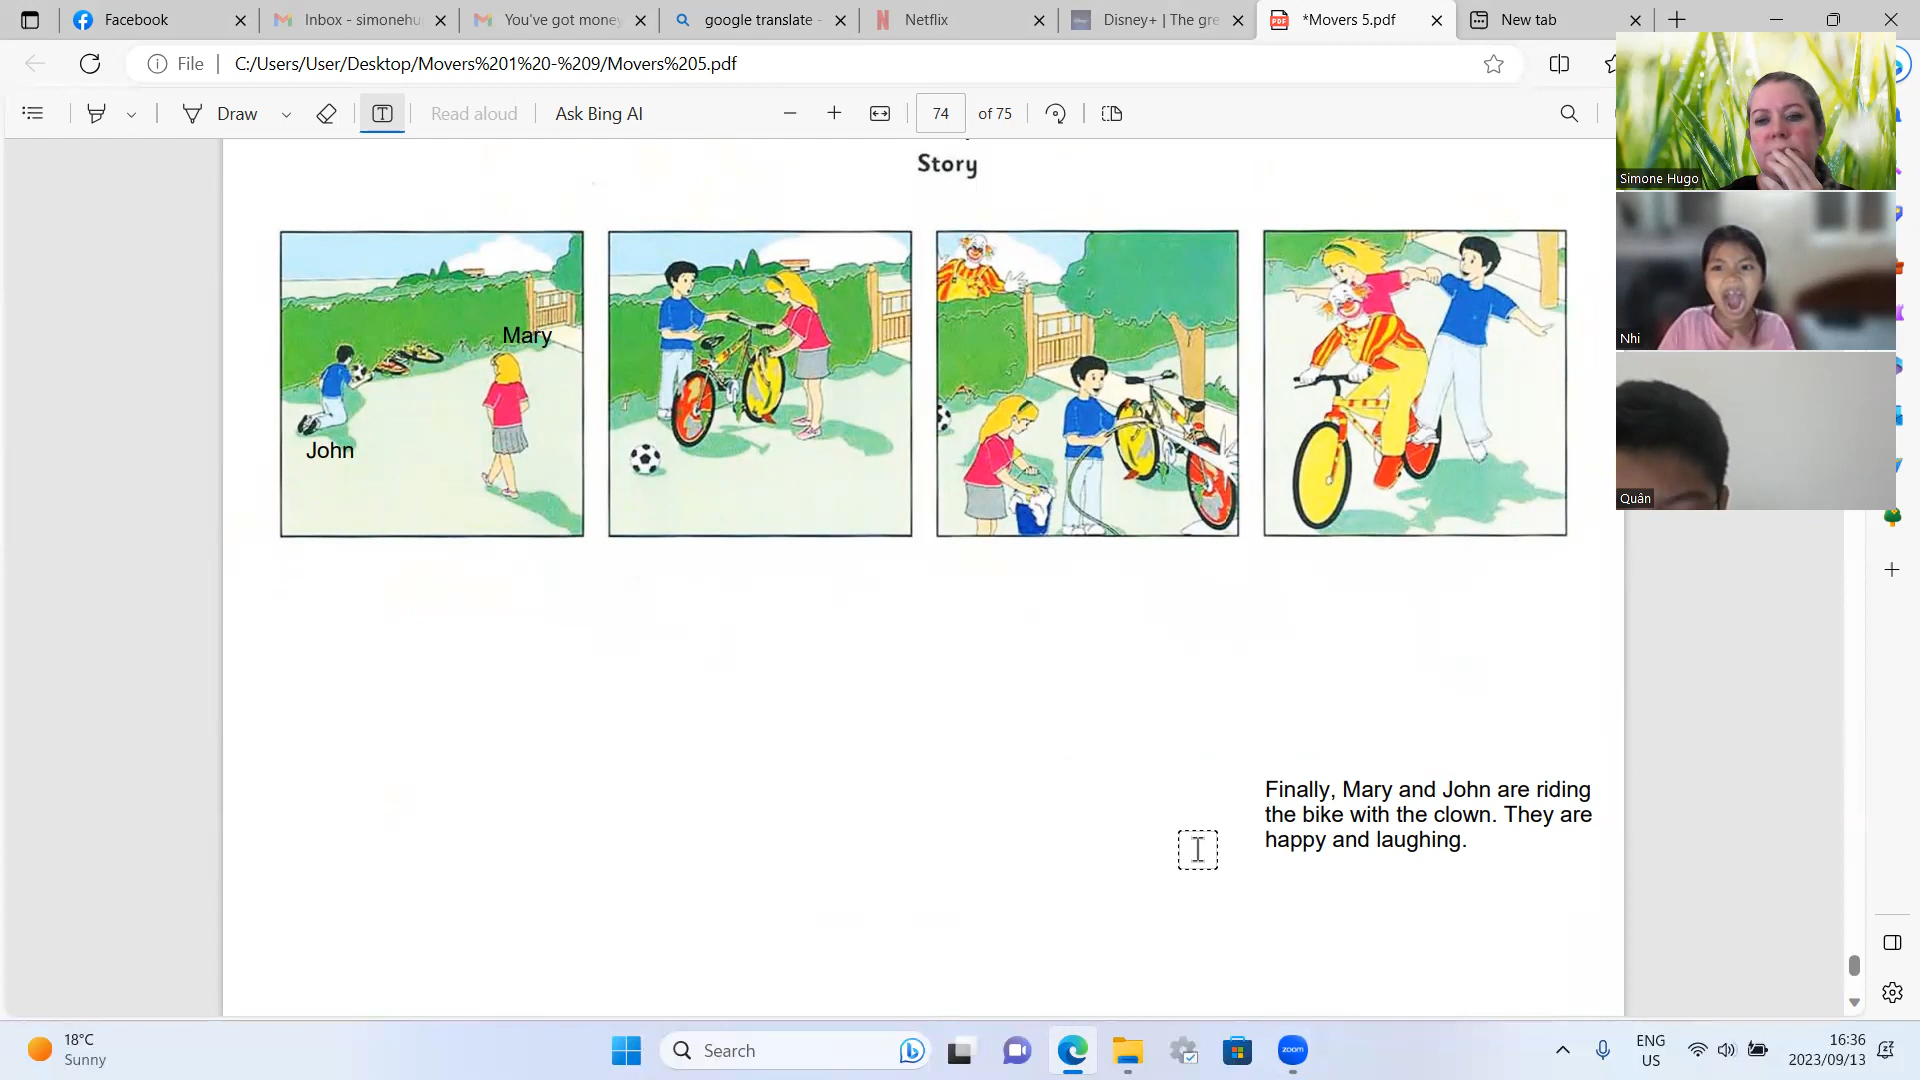 Facebook
Inbox - simonehu
You've got money
google translate -
Netflix
Disney+ | The gre
*Movers 5.pdf
New tab
File
C:/Users/User/Desktop/Movers%201%20-%209/Movers%205.pdf
Draw
Read aloud
Ask Bing AI
74
of 75
Story
Mary
John
Finally, Mary and John are riding
the bike with the clown. They are
happy and laughing.
Simone Hugo
Nhi
Quân
18°C
Sunny
Search
zoom
ENG
US
16:36
2023/09/13